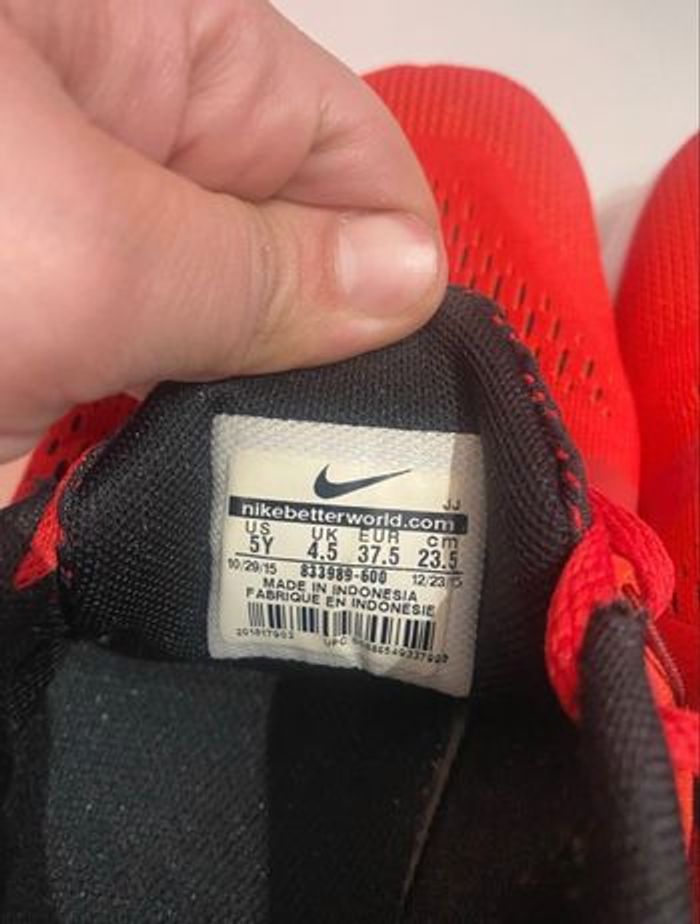 JJ
nikebetterworld.com
US UK EUR cm
5Y 4.5 37.5 23.5
10/29/15 833989-600 12/23/15
MADE IN INDONESIA
FABRIQUE EN INDONESIE
UPC